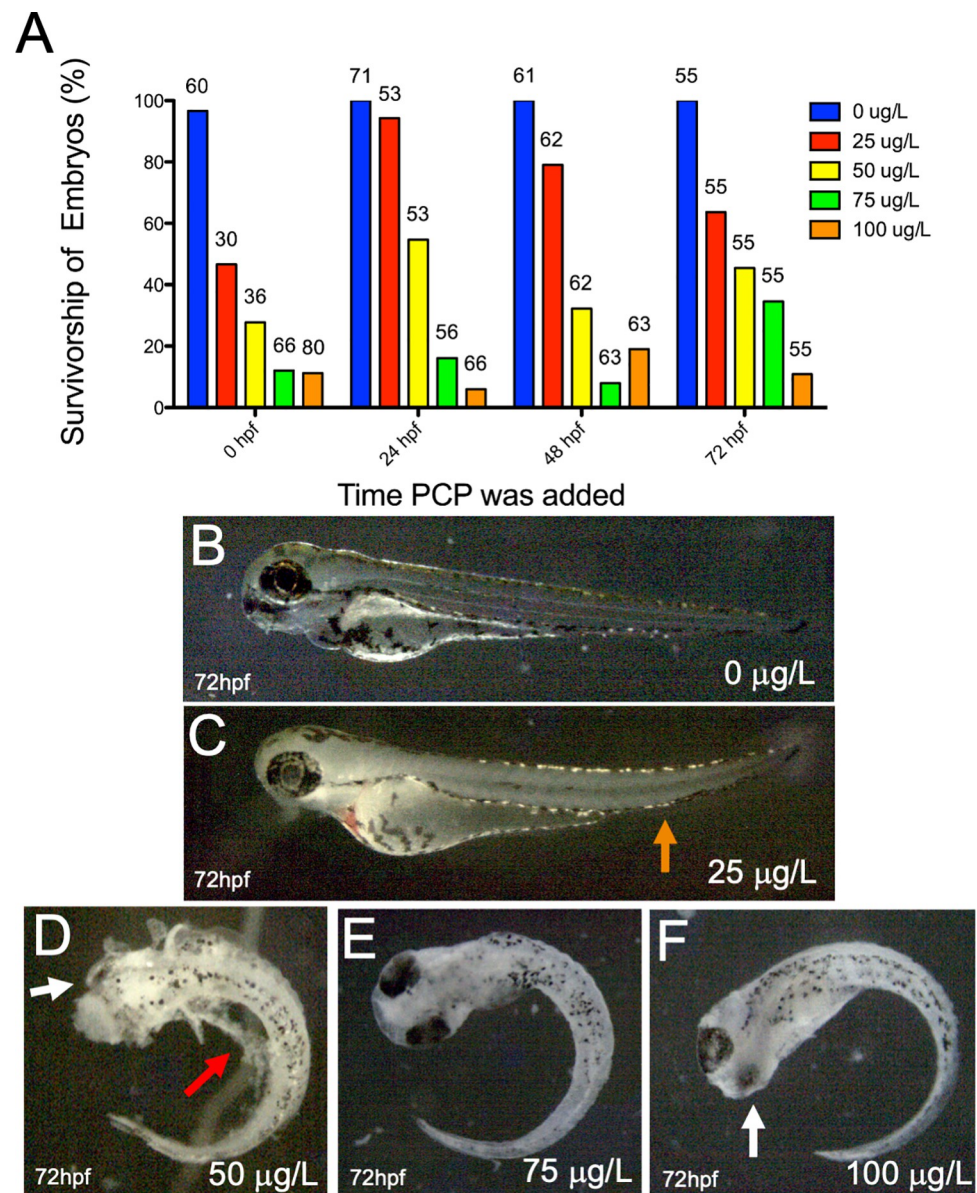 A
Survivorship of Embryos (%)
100
80
60
40
20
0
60
30
36
66
80
71
53
53
56
66
61
62
62
63
63
55
55
55
55
55
0 hpf
24 hpf
48 hpf
72 hpf
Time PCP was added
0 ug/L
25 ug/L
50 ug/L
75 ug/L
100 ug/L
B
72hpf
0 μg/L
C
72hpf
25 μg/L
D
72hpf
50 μg/L
E
72hpf
75 μg/L
F
72hpf
100 μg/L